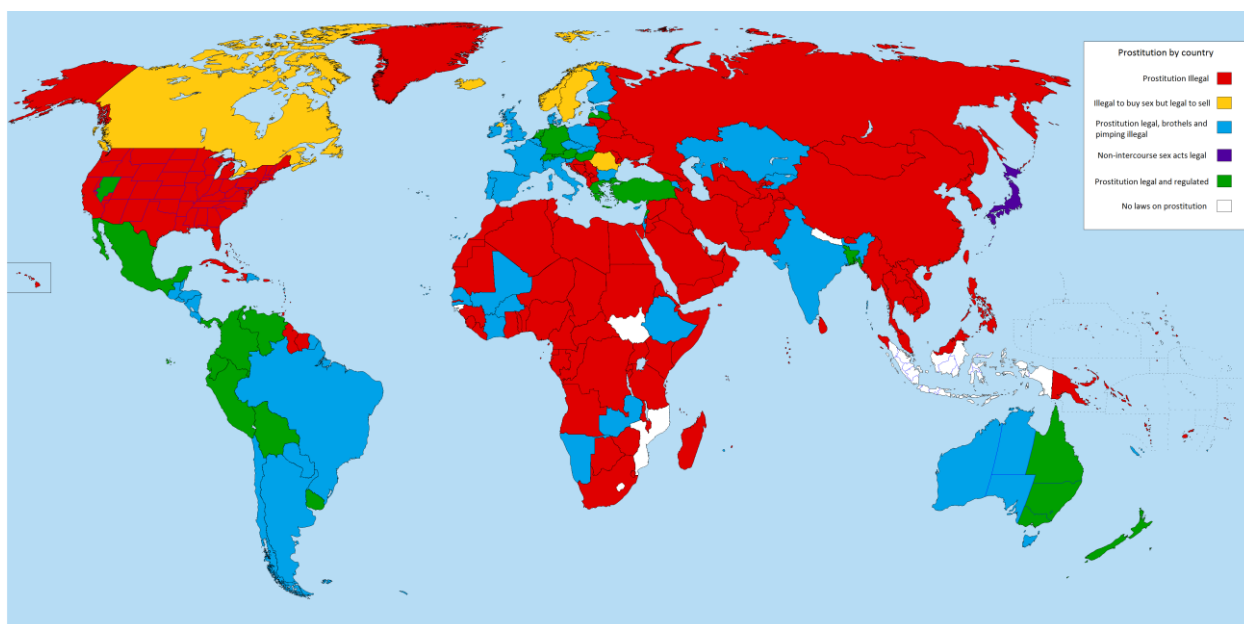 Prostitution by country
Prostitution Illegal
Illegal to buy sex but legal to sell
Prostitution legal, brothels and
pimping illegal
Non-intercourse sex acts legal
Prostitution legal and regulated
No laws on prostitution